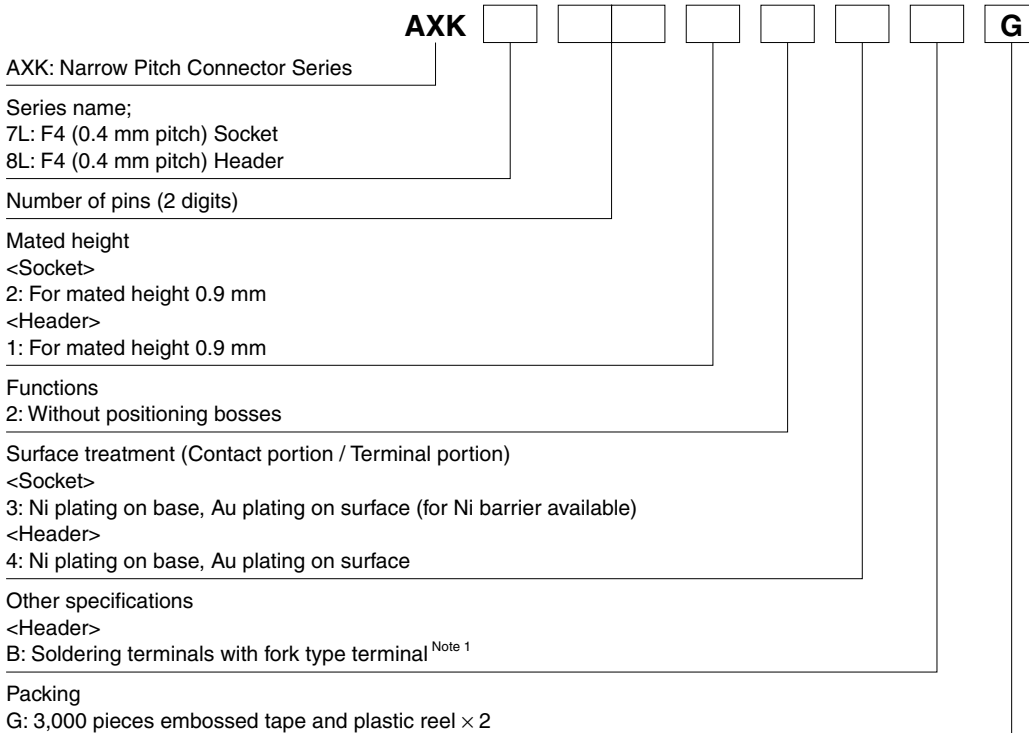 AXK G
AXK: Narrow Pitch Connector Series
Series name;
7L: F4 (0.4 mm pitch) Socket
8L: F4 (0.4 mm pitch) Header
Number of pins (2 digits)
Mated height
<Socket>
2: For mated height 0.9 mm
<Header>
1: For mated height 0.9 mm
Functions
2: Without positioning bosses
Surface treatment (Contact portion / Terminal portion)
<Socket>
3: Ni plating on base, Au plating on surface (for Ni barrier available)
<Header>
4: Ni plating on base, Au plating on surface
Other specifications
<Header>
B: Soldering terminals with fork type terminal Note 1
Packing
G: 3,000 pieces embossed tape and plastic reel × 2